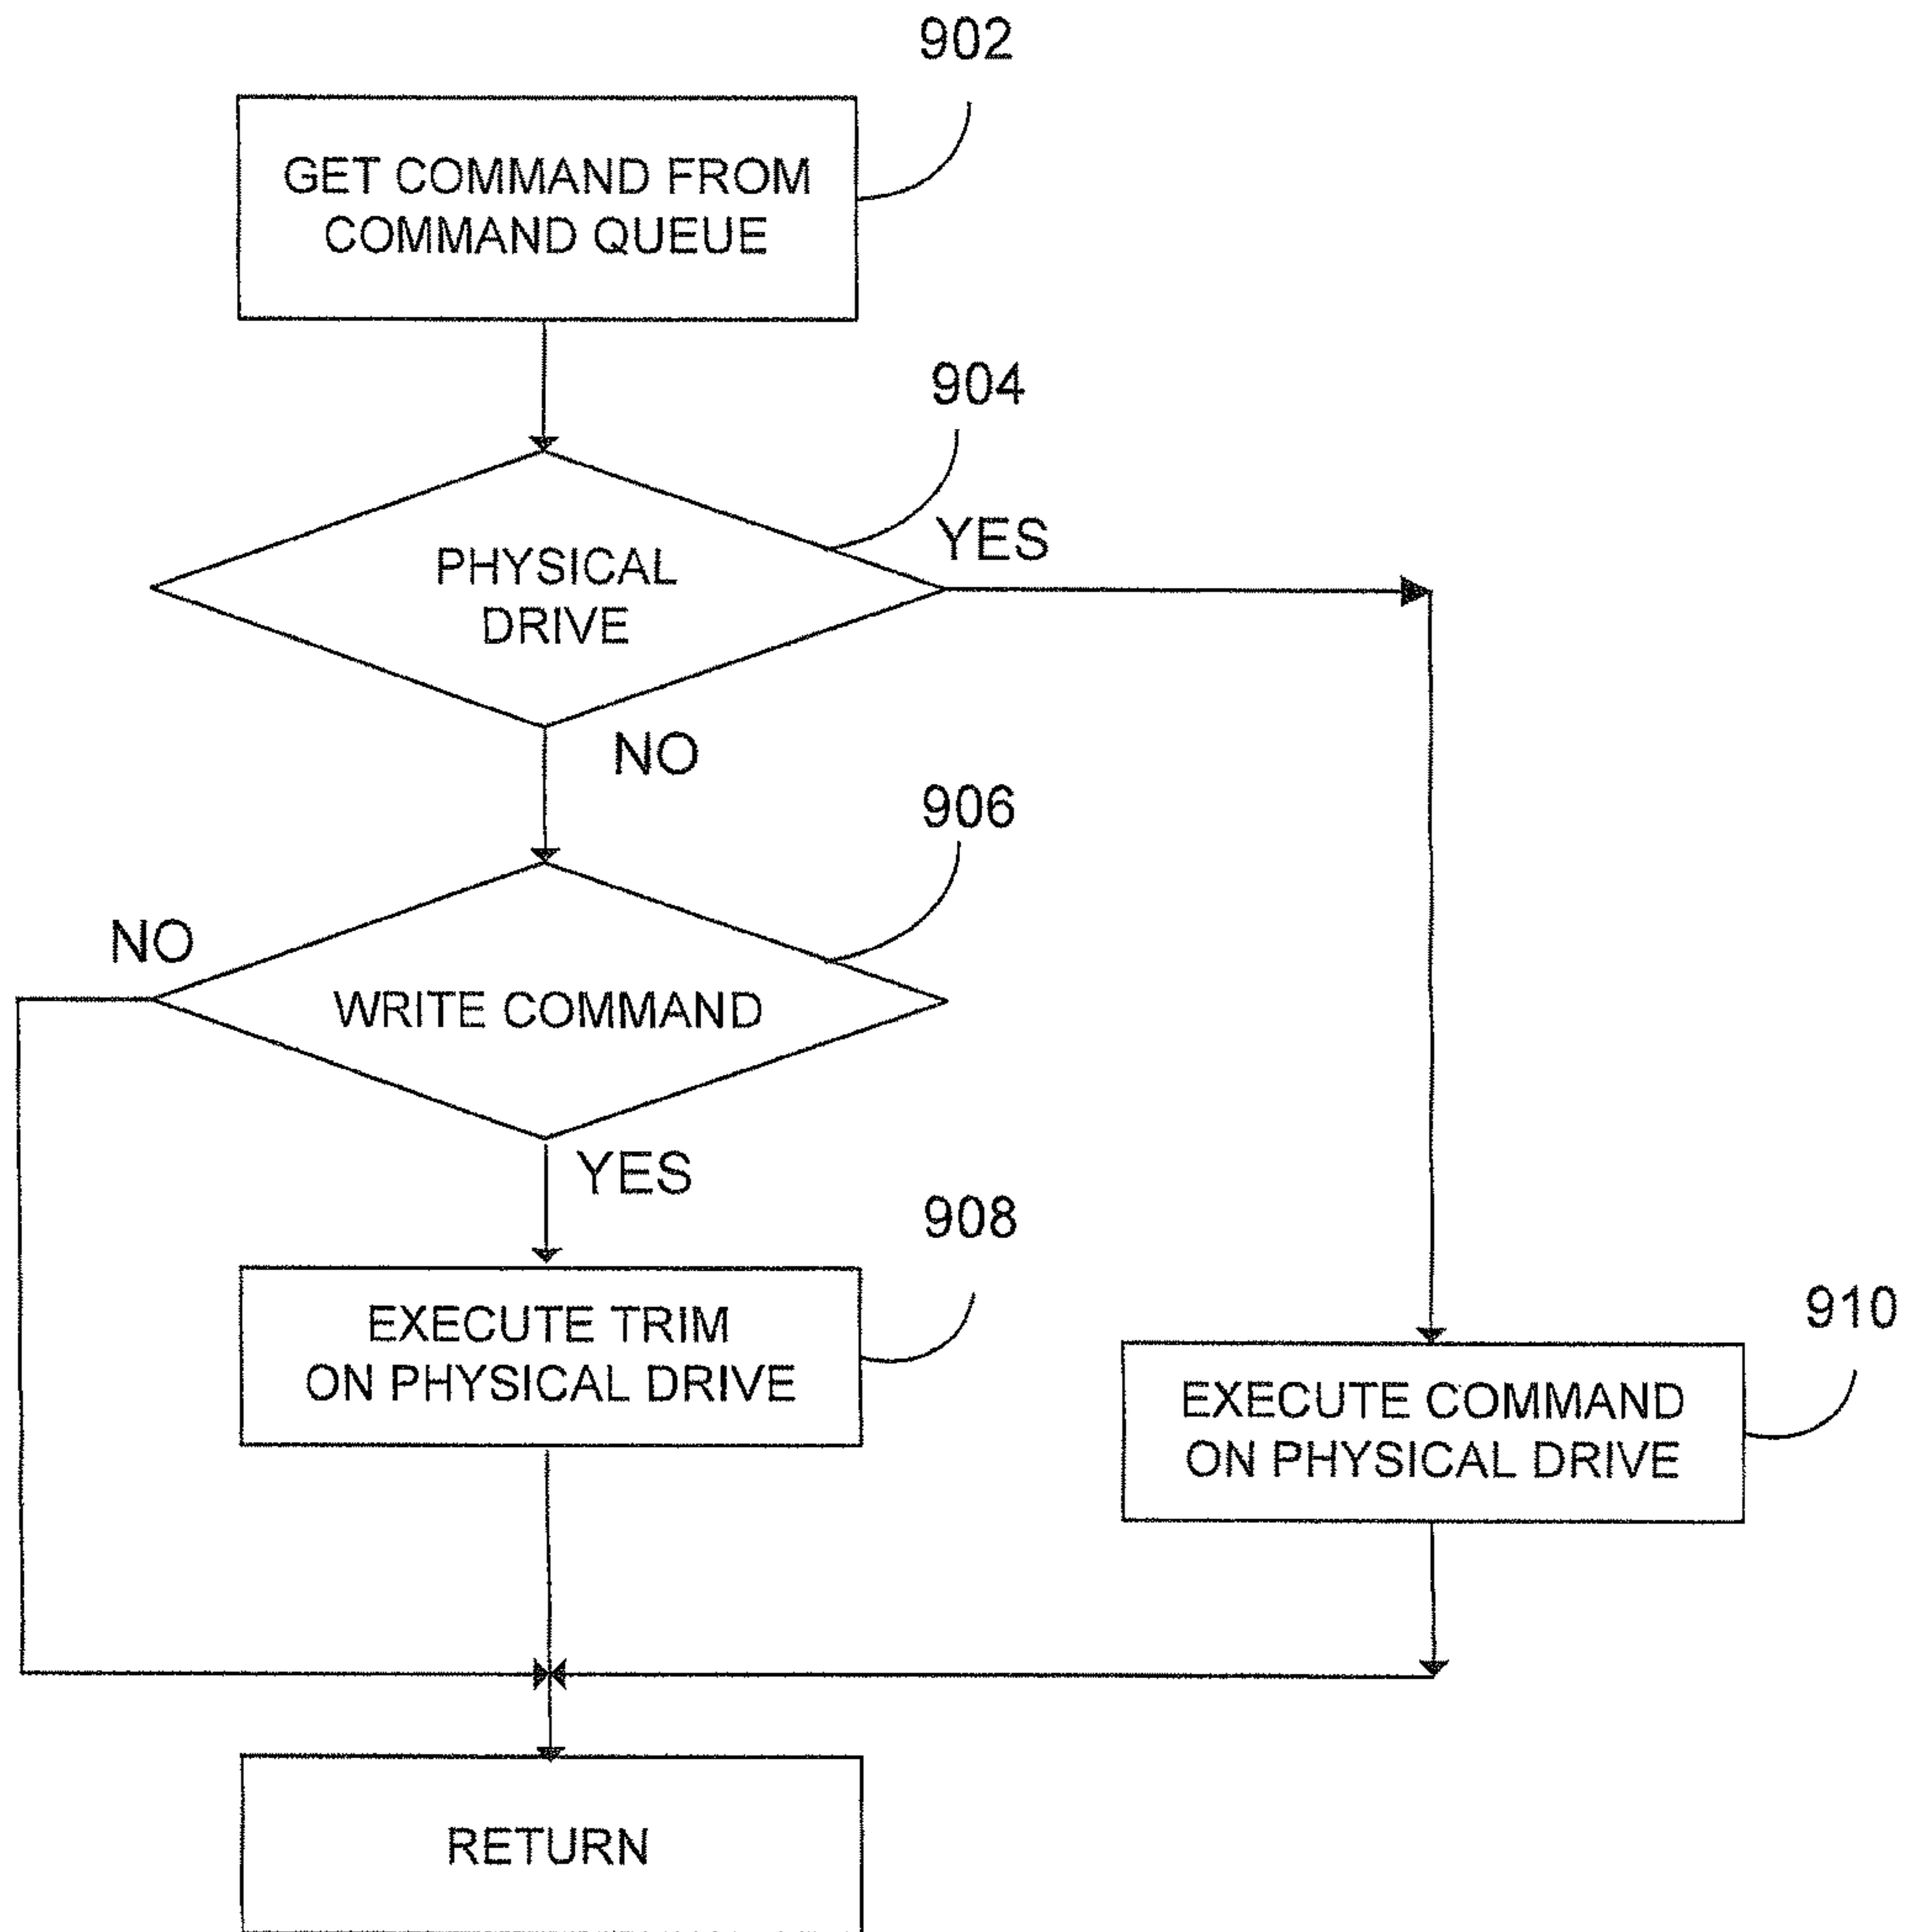 902
GET COMMAND FROM
COMMAND QUEUE
904
PHYSICAL
DRIVE
YES
NO
906
NO
WRITE COMMAND
YES
908
EXECUTE TRIM
ON PHYSICAL DRIVE
910
EXECUTE COMMAND
ON PHYSICAL DRIVE
RETURN